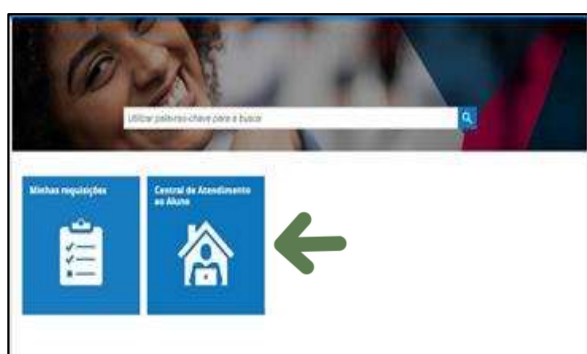 Utilizar palavras-chave para a busca
Minhas requisições
Central de Atendimento
ao Aluno